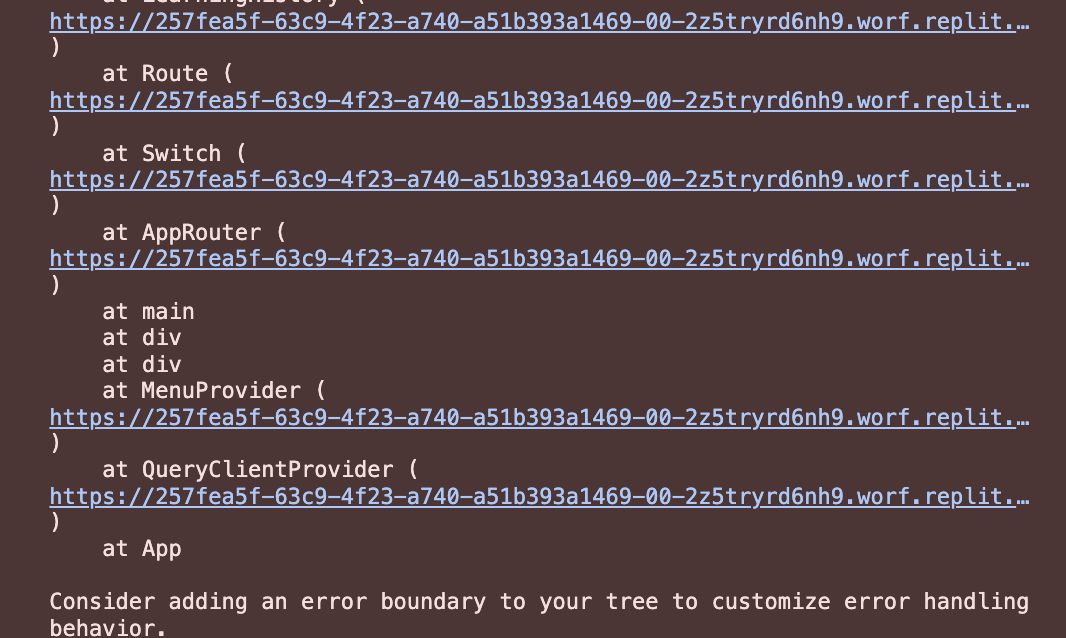 at LearningHistory (
https://257fea5f-63c9-4f23-a740-a51b393a1469-00-2z5tryrd6nh9.worf.replit.…
)
at Route (
https://257fea5f-63c9-4f23-a740-a51b393a1469-00-2z5tryrd6nh9.worf.replit.…
)
at Switch (
https://257fea5f-63c9-4f23-a740-a51b393a1469-00-2z5tryrd6nh9.worf.replit.…
)
at AppRouter (
https://257fea5f-63c9-4f23-a740-a51b393a1469-00-2z5tryrd6nh9.worf.replit.…
)
at main
at div
at div
at MenuProvider (
https://257fea5f-63c9-4f23-a740-a51b393a1469-00-2z5tryrd6nh9.worf.replit.…
)
at QueryClientProvider (
https://257fea5f-63c9-4f23-a740-a51b393a1469-00-2z5tryrd6nh9.worf.replit.…
)
at App
Consider adding an error boundary to your tree to customize error handling
behavior.